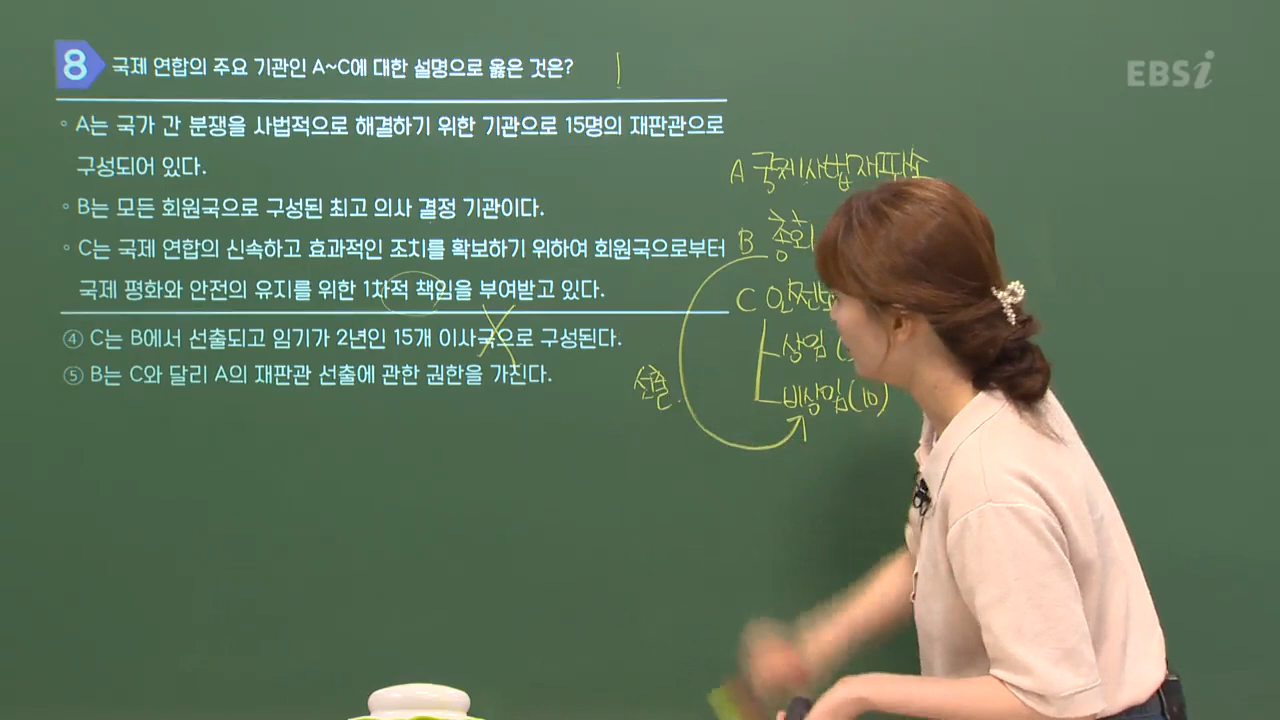 8 국제 연합의 주요 기관인 A~C에 대한 설명으로 옳은 것은?
EBSi
◦ A는 국가 간 분쟁을 사법적으로 해결하기 위한 기관으로 15명의 재판관으로
구성되어 있다.
◦ B는 모든 회원국으로 구성된 최고 의사 결정 기관이다.
◦ C는 국제 연합의 신속하고 효과적인 조치를 확보하기 위하여 회원국으로부터
국제 평화와 안전의 유지를 위한 1차적 책임을 부여받고 있다.
④ C는 B에서 선출되고 임기가 2년인 15개 이사국으로 구성된다.
⑤ B는 C와 달리 A의 재판관 선출에 관한 권한을 가진다.
A 국제사법재판소
B 총회
C 안전보
상임
비상임(10)
선출